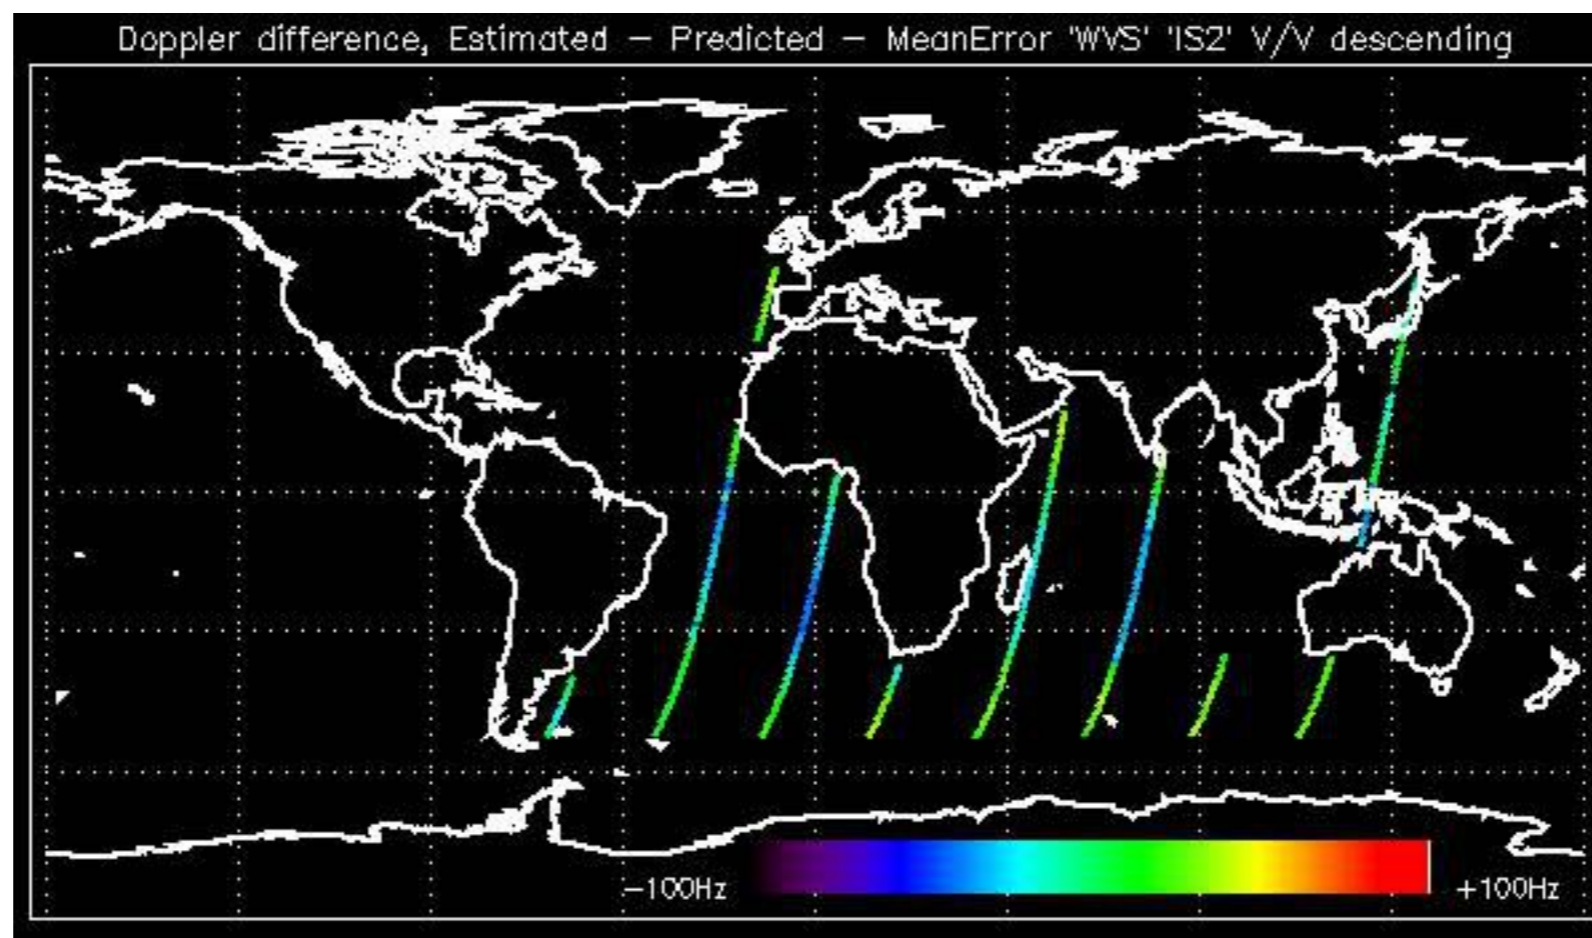 Doppler difference, Estimated – Predicted – MeanError 'WVS' 'IS2' V/V descending
–100Hz +100Hz